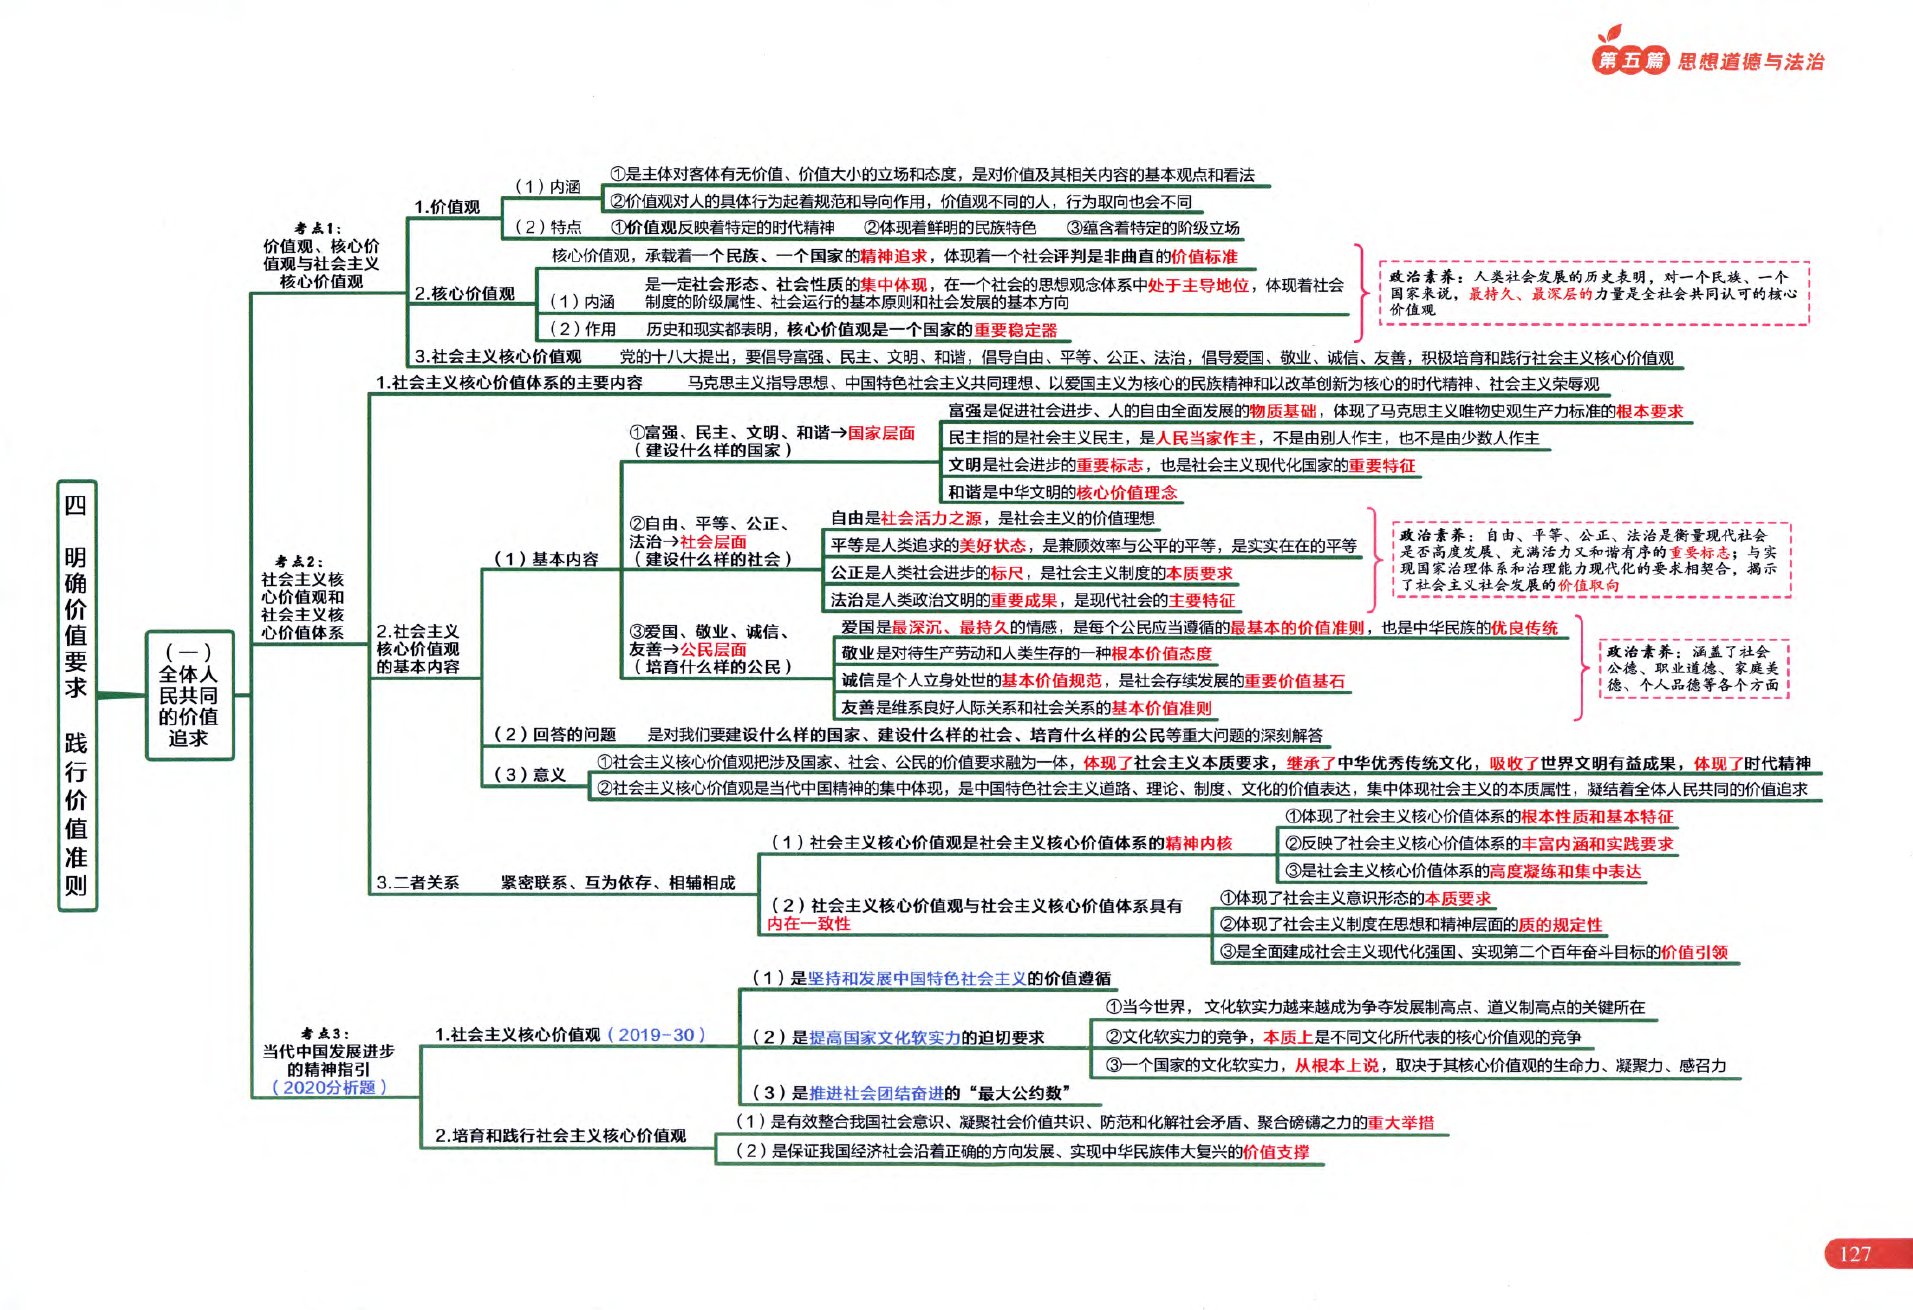 第五篇 思想道德与法治
四 明确价值要求 践行价值准则
（一）
全体人
民共同
的价值
追求
考点1：
价值观、核心价
值观与社会主义
核心价值观
1.价值观
（1）内涵
①是主体对客体有无价值、价值大小的立场和态度，是对价值及其相关内容的基本观点和看法
②价值观对人的具体行为起着规范和导向作用，价值观不同的人，行为取向也会不同
（2）特点 ①价值观反映着特定的时代精神 ②体现着鲜明的民族特色 ③蕴含着特定的阶级立场
2.核心价值观
核心价值观，承载着一个民族、一个国家的精神追求，体现着一个社会评判是非曲直的价值标准
（1）内涵
是一定社会形态、社会性质的集中体现，在一个社会的思想观念体系中处于主导地位，体现着社会
制度的阶级属性、社会运行的基本原则和社会发展的基本方向
（2）作用 历史和现实都表明，核心价值观是一个国家的重要稳定器
政治素养：人类社会发展的历史表明，对一个民族、一个
国家来说，最持久、最深层的力量是全社会共同认可的核心
价值观
3.社会主义核心价值观 党的十八大提出，要倡导富强、民主、文明、和谐，倡导自由、平等、公正、法治，倡导爱国、敬业、诚信、友善，积极培育和践行社会主义核心价值观
考点2：
社会主义核
心价值观和
社会主义核
心价值体系
1.社会主义核心价值体系的主要内容 马克思主义指导思想、中国特色社会主义共同理想、以爱国主义为核心的民族精神和以改革创新为核心的时代精神、社会主义荣辱观
2.社会主义
核心价值观
的基本内容
（1）基本内容
①富强、民主、文明、和谐→国家层面
（建设什么样的国家）
富强是促进社会进步、人的自由全面发展的物质基础，体现了马克思主义唯物史观生产力标准的根本要求
民主指的是社会主义民主，是人民当家作主，不是由别人作主，也不是由少数人作主
文明是社会进步的重要标志，也是社会主义现代化国家的重要特征
和谐是中华文明的核心价值理念
②自由、平等、公正、
法治→社会层面
（建设什么样的社会）
自由是社会活力之源，是社会主义的价值理想
平等是人类追求的美好状态，是兼顾效率与公平的平等，是实实在在的平等
公正是人类社会进步的标尺，是社会主义制度的本质要求
法治是人类政治文明的重要成果，是现代社会的主要特征
政治素养：自由、平等、公正、法治是衡量现代社会
是否高度发展、充满活力又和谐有序的重要标志；与实
现国家治理体系和治理能力现代化的要求相契合，揭示
了社会主义社会发展的价值取向
③爱国、敬业、诚信、
友善→公民层面
（培育什么样的公民）
爱国是最深沉、最持久的情感，是每个公民应当遵循的最基本的价值准则，也是中华民族的优良传统
敬业是对待生产劳动和人类生存的一种根本价值态度
诚信是个人立身处世的基本价值规范，是社会存续发展的重要价值基石
友善是维系良好人际关系和社会关系的基本价值准则
政治素养：涵盖了社会
公德、职业道德、家庭美
德、个人品德等各个方面
（2）回答的问题 是对我们要建设什么样的国家、建设什么样的社会、培育什么样的公民等重大问题的深刻解答
（3）意义
①社会主义核心价值观把涉及国家、社会、公民的价值要求融为一体，体现了社会主义本质要求，继承了中华优秀传统文化，吸收了世界文明有益成果，体现了时代精神
②社会主义核心价值观是当代中国精神的集中体现，是中国特色社会主义道路、理论、制度、文化的价值表达，集中体现社会主义的本质属性，凝结着全体人民共同的价值追求
3.二者关系 紧密联系、互为依存、相辅相成
（1）社会主义核心价值观是社会主义核心价值体系的精神内核
①体现了社会主义核心价值体系的根本性质和基本特征
②反映了社会主义核心价值体系的丰富内涵和实践要求
③是社会主义核心价值体系的高度凝练和集中表达
（2）社会主义核心价值观与社会主义核心价值体系具有
内在一致性
①体现了社会主义意识形态的本质要求
②体现了社会主义制度在思想和精神层面的质的规定性
③是全面建成社会主义现代化强国、实现第二个百年奋斗目标的价值引领
考点3：
当代中国发展进步
的精神指引
（2020分析题）
1.社会主义核心价值观（2019-30）
（1）是坚持和发展中国特色社会主义的价值遵循
（2）是提高国家文化软实力的迫切要求
①当今世界，文化软实力越来越成为争夺发展制高点、道义制高点的关键所在
②文化软实力的竞争，本质上是不同文化所代表的核心价值观的竞争
③一个国家的文化软实力，从根本上说，取决于其核心价值观的生命力、凝聚力、感召力
（3）是推进社会团结奋进的“最大公约数”
2.培育和践行社会主义核心价值观
（1）是有效整合我国社会意识、凝聚社会价值共识、防范和化解社会矛盾、聚合磅礴之力的重大举措
（2）是保证我国经济社会沿着正确的方向发展、实现中华民族伟大复兴的价值支撑
127